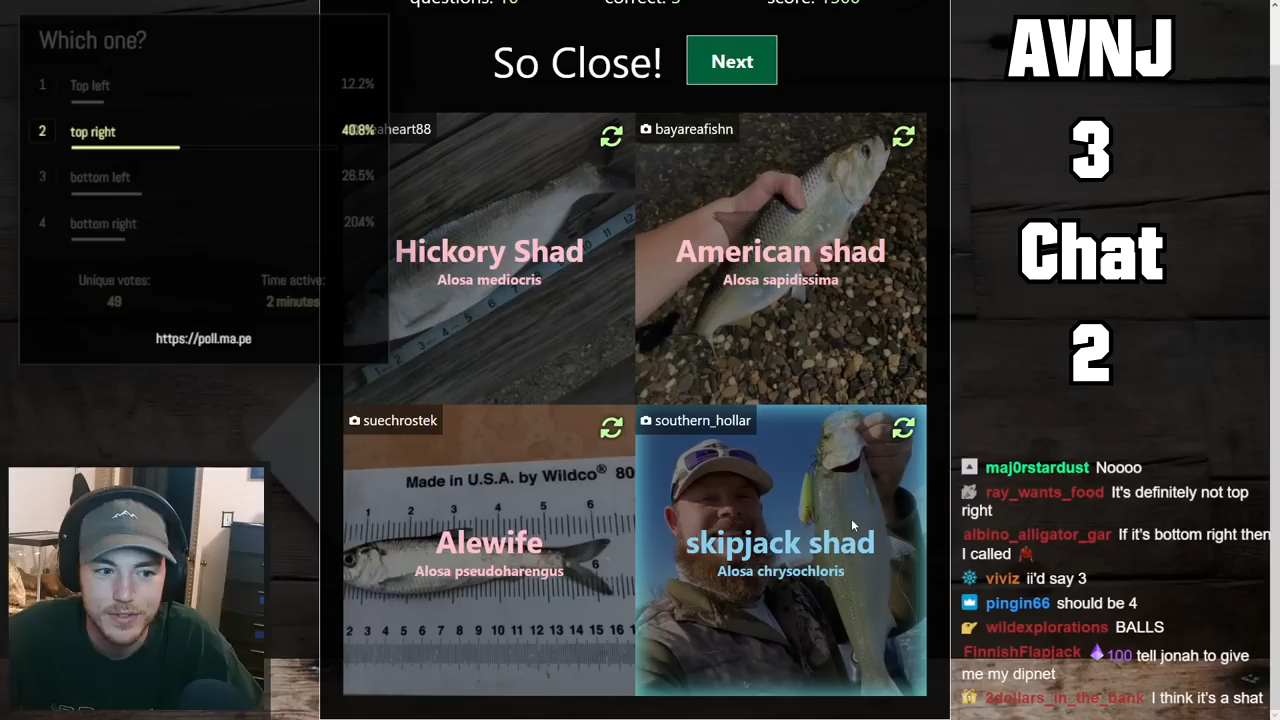 Which one?
1 Top left 12.2%
2 top right 40.8%
3 bottom left 26.5%
4 bottom right 20.4%
Unique votes: Time active:
49 2 minutes
https://poll.ma.pe
So Close! Next
bayareafishn
Hickory Shad
Alosa mediocris
American shad
Alosa sapidissima
suechrostek
southern_hollar
Made in U.S.A. by Wildco® 80
Alewife
Alosa pseudoharengus
skipjack shad
Alosa chrysochloris
AVNJ
3
Chat
2
maj0rstardust Noooo
ray_wants_food It's definitely not top
right
albino_alligator_gar If it's bottom right then
I called
viviz ii'd say 3
pingin66 should be 4
wildexplorations BALLS
FinnishFlapjack 100 tell jonah to give
me my dipnet
2dollars_in_the_bank I think it's a shat